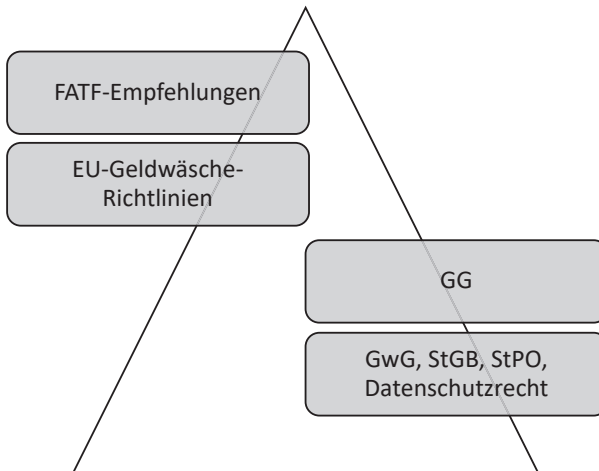 FATF-Empfehlungen
EU-Geldwäsche-
Richtlinien
GG
GwG, StGB, StPO,
Datenschutzrecht